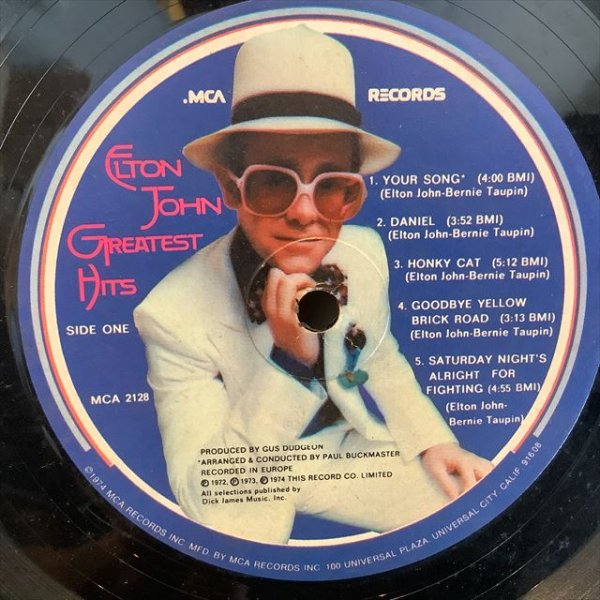 .MCA RECORDS
ELTON
JOHN
GREATEST
HITS
SIDE ONE
MCA 2128
1. YOUR SONG* (4:00 BMI)
(Elton John-Bernie Taupin)
2. DANIEL (3:52 BMI)
(Elton John-Bernie Taupin)
3. HONKY CAT (5:12 BMI)
(Elton John-Bernie Taupin)
4. GOODBYE YELLOW
BRICK ROAD (3:13 BMI)
(Elton John-Bernie Taupin)
5. SATURDAY NIGHT'S
ALRIGHT FOR
FIGHTING (4:55 BMI)
(Elton John-
Bernie Taupin)
PRODUCED BY GUS DUDGEON
*ARRANGED & CONDUCTED BY PAUL BUCKMASTER
RECORDED IN EUROPE
℗ 1972, ℗ 1973, ℗ 1974 THIS RECORD CO. LIMITED
All selections published by
Dick James Music, Inc.
©1974 MCA RECORDS INC MFD BY MCA RECORDS INC 100 UNIVERSAL PLAZA, UNIVERSAL CITY, CALIF. 91608